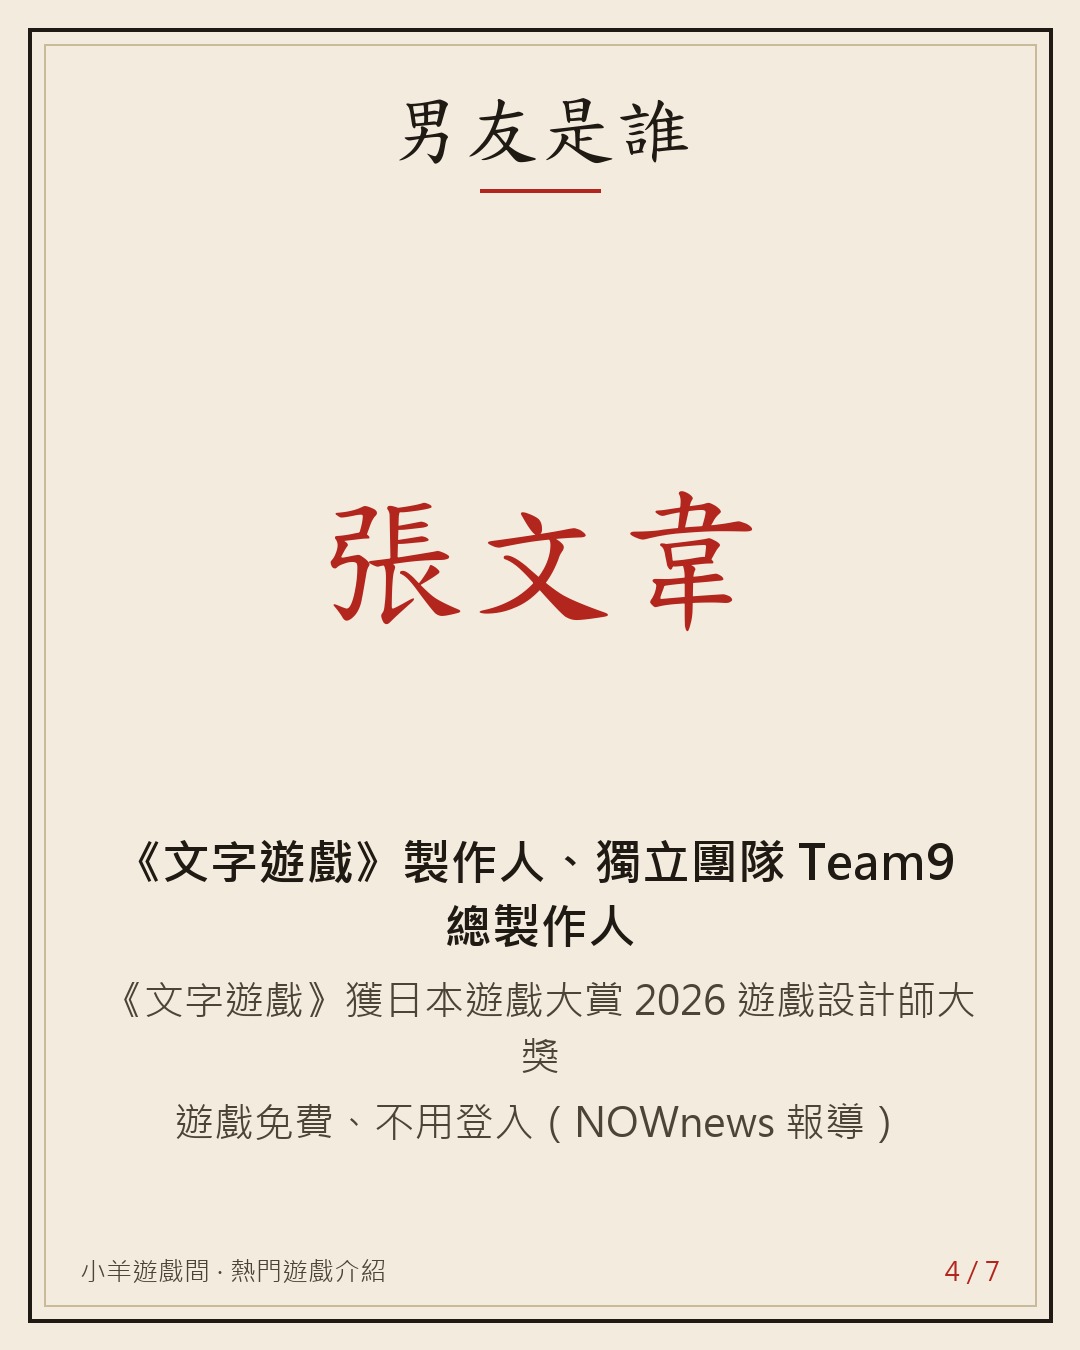 男友是誰
張文韋
《文字遊戲》製作人、獨立團隊 Team9
總製作人
《文字遊戲》獲日本遊戲大賞 2026 遊戲設計師大
獎
遊戲免費、不用登入（NOWnews 報導）
小羊遊戲間 · 熱門遊戲介紹
4 / 7